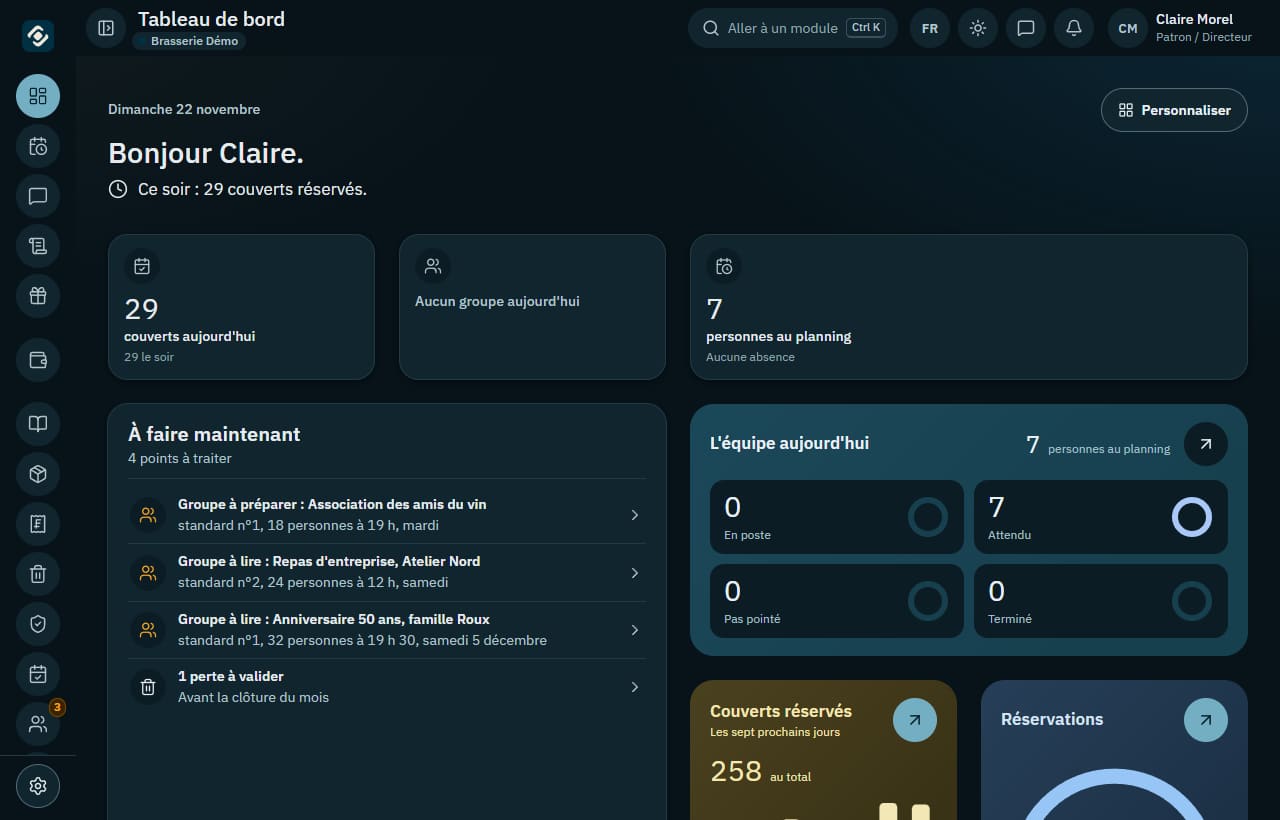 Tableau de bord
Brasserie Démo
Aller à un module
Ctrl K
FR
CM
Claire Morel
Patron / Directeur
Dimanche 22 novembre
Personnaliser
Bonjour Claire.
Ce soir : 29 couverts réservés.
29
couverts aujourd'hui
29 le soir
Aucun groupe aujourd'hui
7
personnes au planning
Aucune absence
À faire maintenant
4 points à traiter
Groupe à préparer : Association des amis du vin
standard n°1, 18 personnes à 19 h, mardi
Groupe à lire : Repas d'entreprise, Atelier Nord
standard n°2, 24 personnes à 12 h, samedi
Groupe à lire : Anniversaire 50 ans, famille Roux
standard n°1, 32 personnes à 19 h 30, samedi 5 décembre
1 perte à valider
Avant la clôture du mois
L'équipe aujourd'hui
7 personnes au planning
0
En poste
7
Attendu
0
Pas pointé
0
Terminé
Couverts réservés
Les sept prochains jours
258 au total
Réservations
3